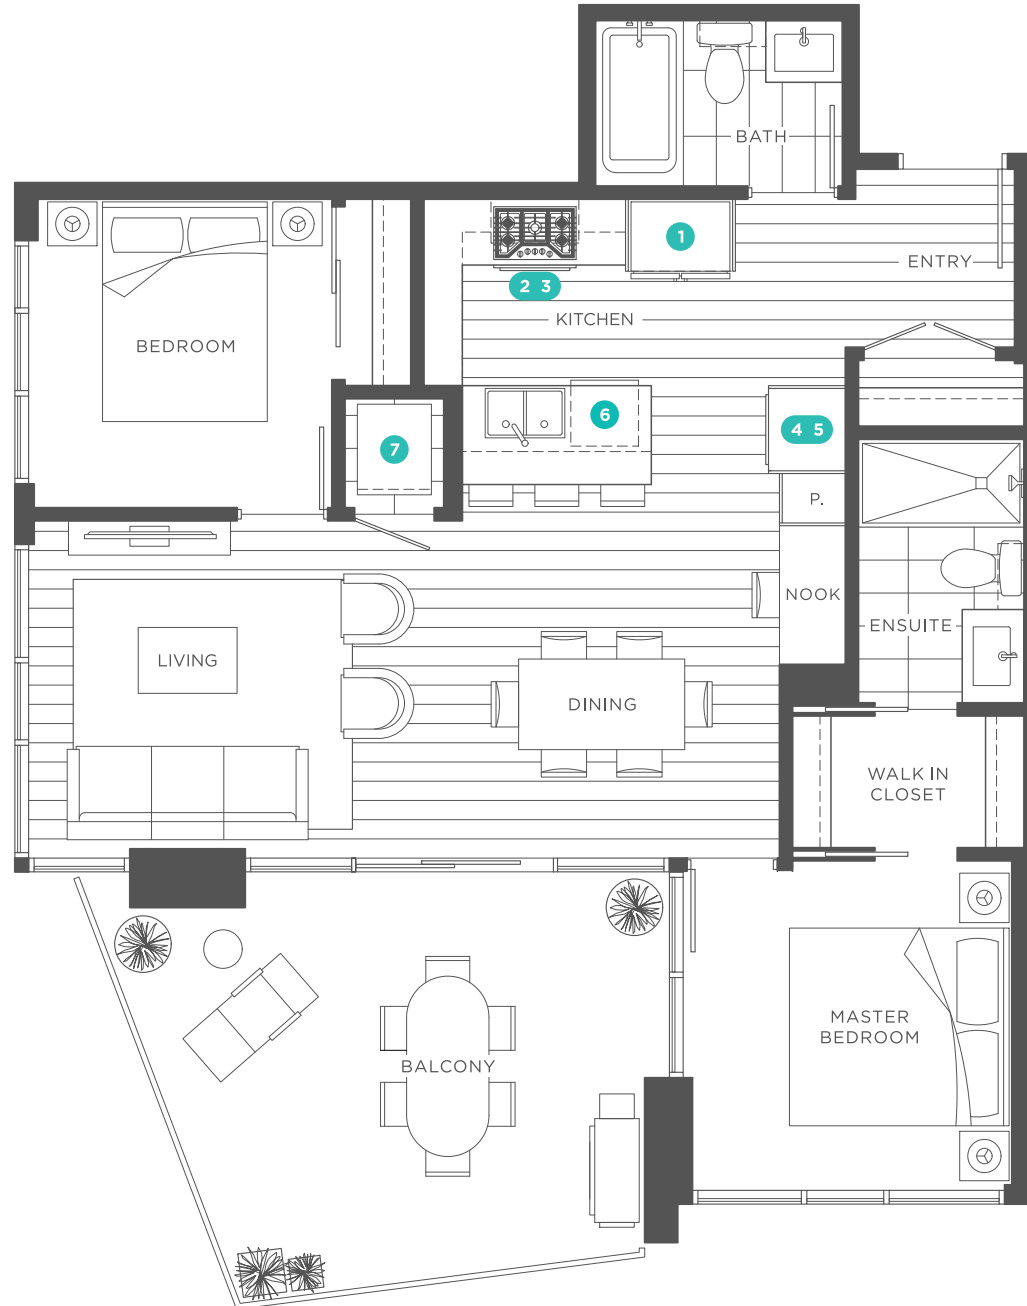 BATH
1
ENTRY
2 3
KITCHEN
BEDROOM
6
4 5
7
P.
NOOK
ENSUITE
LIVING
DINING
WALK IN
CLOSET
MASTER
BEDROOM
BALCONY